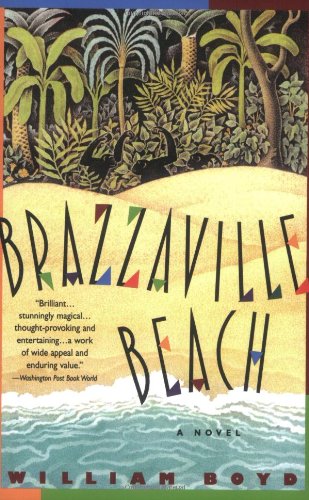 BRAZZAVILLE
BEACH
"Brilliant...
stunningly magical...
thought-provoking and
entertaining...a work
of wide appeal and
enduring value."
—Washington Post Book World
A NOVEL
WILLIAM BOYD